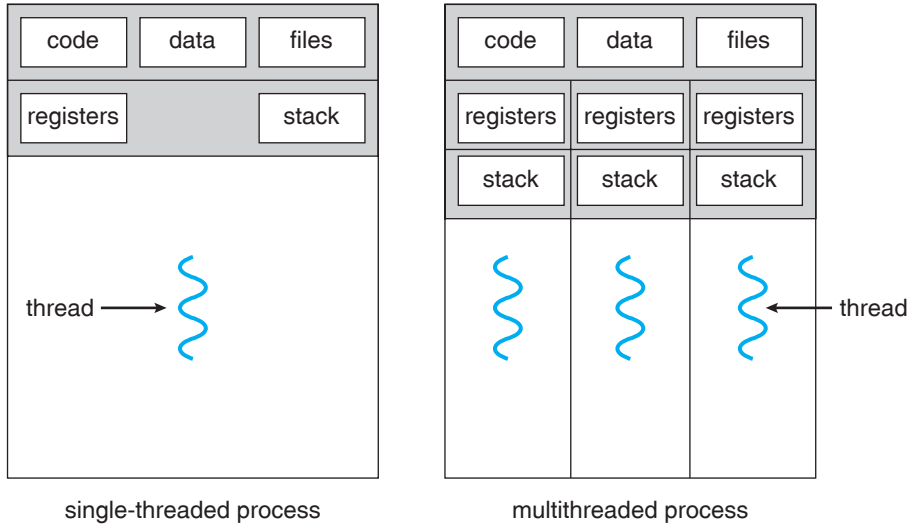 code data files
registers stack
thread
single-threaded process
code data files
registers registers registers
stack stack stack
thread
multithreaded process